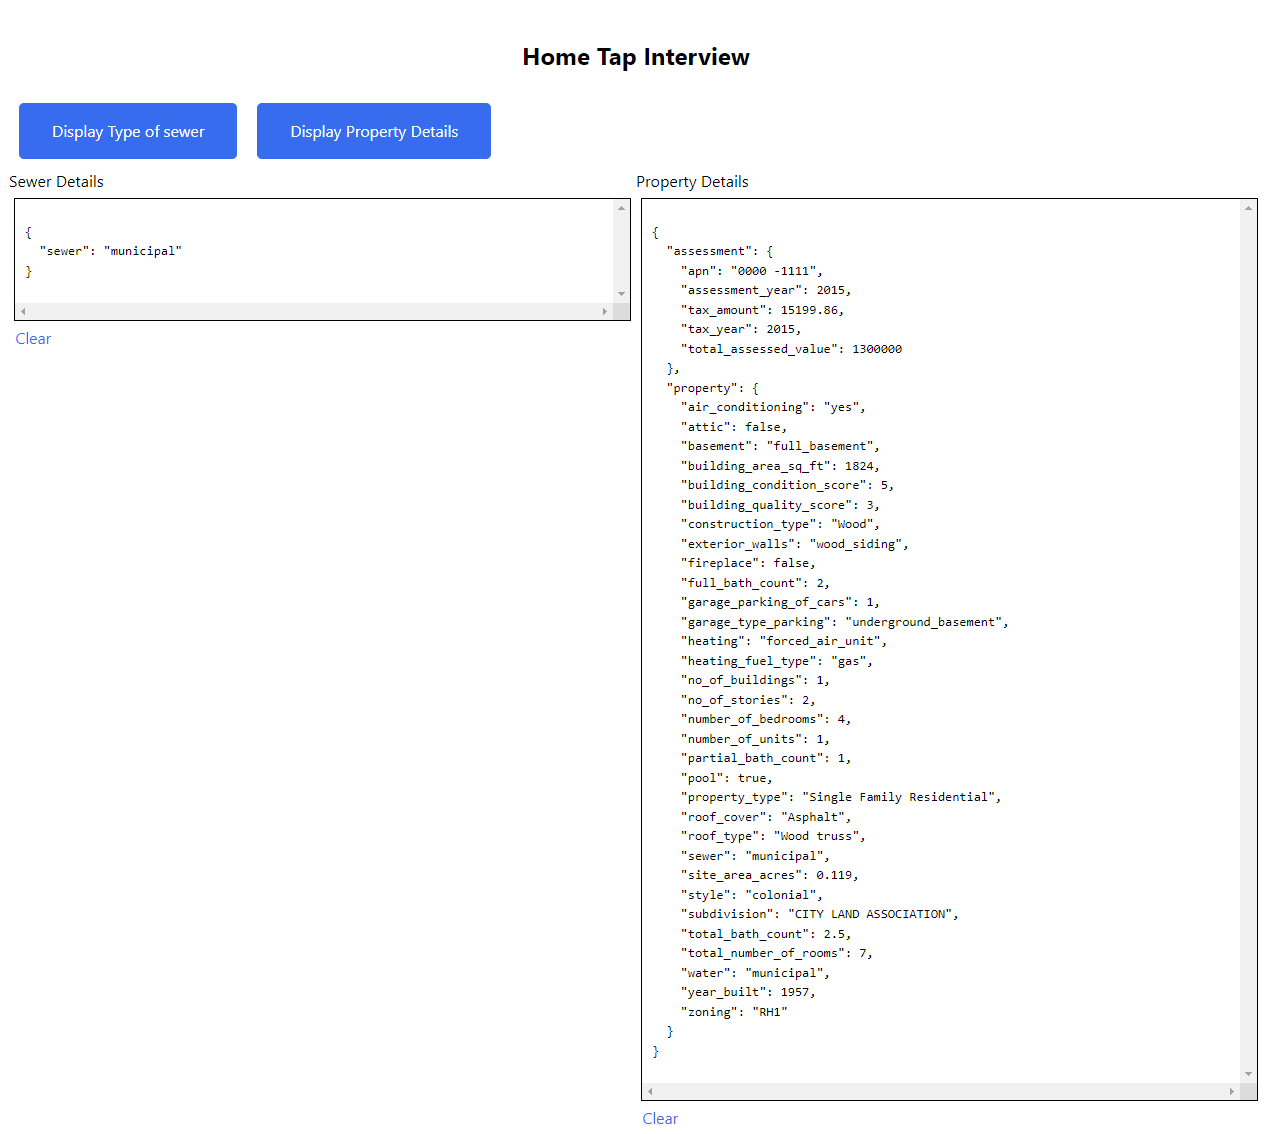 Home Tap Interview
Display Type of sewer
Display Property Details
Sewer Details
{
  "sewer": "municipal"
}
Clear
Property Details
{
  "assessment": {
    "apn": "0000 -1111",
    "assessment_year": 2015,
    "tax_amount": 15199.86,
    "tax_year": 2015,
    "total_assessed_value": 1300000
  },
  "property": {
    "air_conditioning": "yes",
    "attic": false,
    "basement": "full_basement",
    "building_area_sq_ft": 1824,
    "building_condition_score": 5,
    "building_quality_score": 3,
    "construction_type": "Wood",
    "exterior_walls": "wood_siding",
    "fireplace": false,
    "full_bath_count": 2,
    "garage_parking_of_cars": 1,
    "garage_type_parking": "underground_basement",
    "heating": "forced_air_unit",
    "heating_fuel_type": "gas",
    "no_of_buildings": 1,
    "no_of_stories": 2,
    "number_of_bedrooms": 4,
    "number_of_units": 1,
    "partial_bath_count": 1,
    "pool": true,
    "property_type": "Single Family Residential",
    "roof_cover": "Asphalt",
    "roof_type": "Wood truss",
    "sewer": "municipal",
    "site_area_acres": 0.119,
    "style": "colonial",
    "subdivision": "CITY LAND ASSOCIATION",
    "total_bath_count": 2.5,
    "total_number_of_rooms": 7,
    "water": "municipal",
    "year_built": 1957,
    "zoning": "RH1"
  }
}
Clear